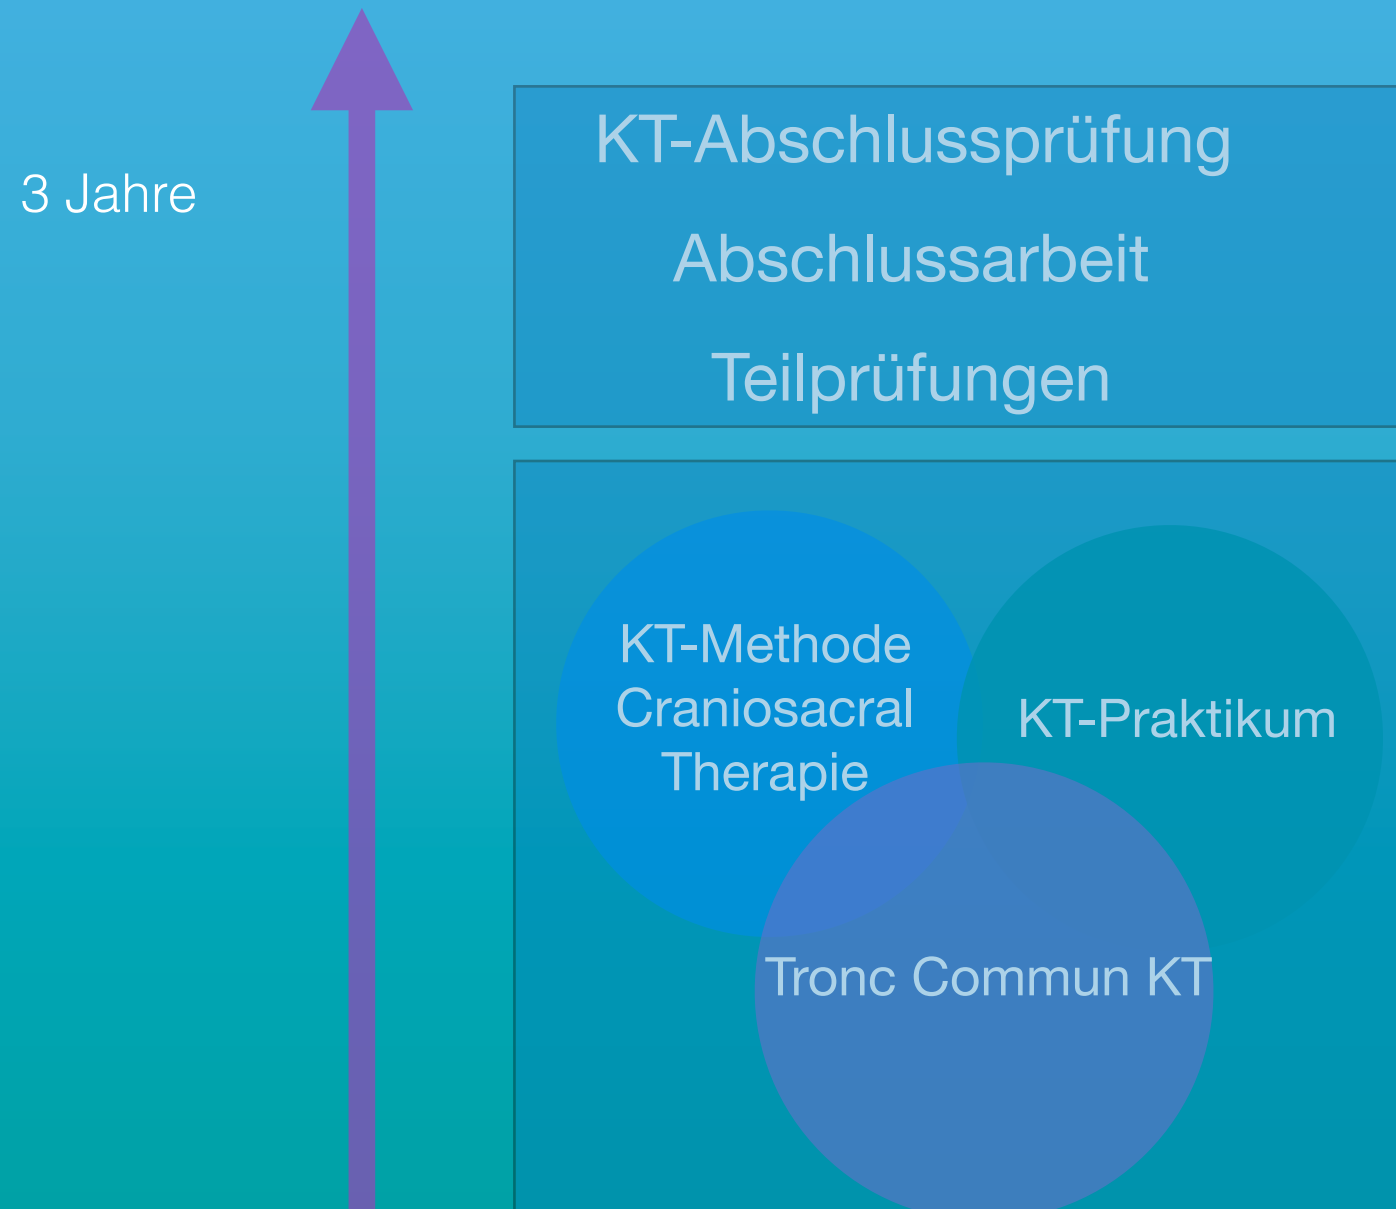 3 Jahre
KT-Abschlussprüfung
Abschlussarbeit
Teilprüfungen
KT-Methode
Craniosacral
Therapie
KT-Praktikum
Tronc Commun KT